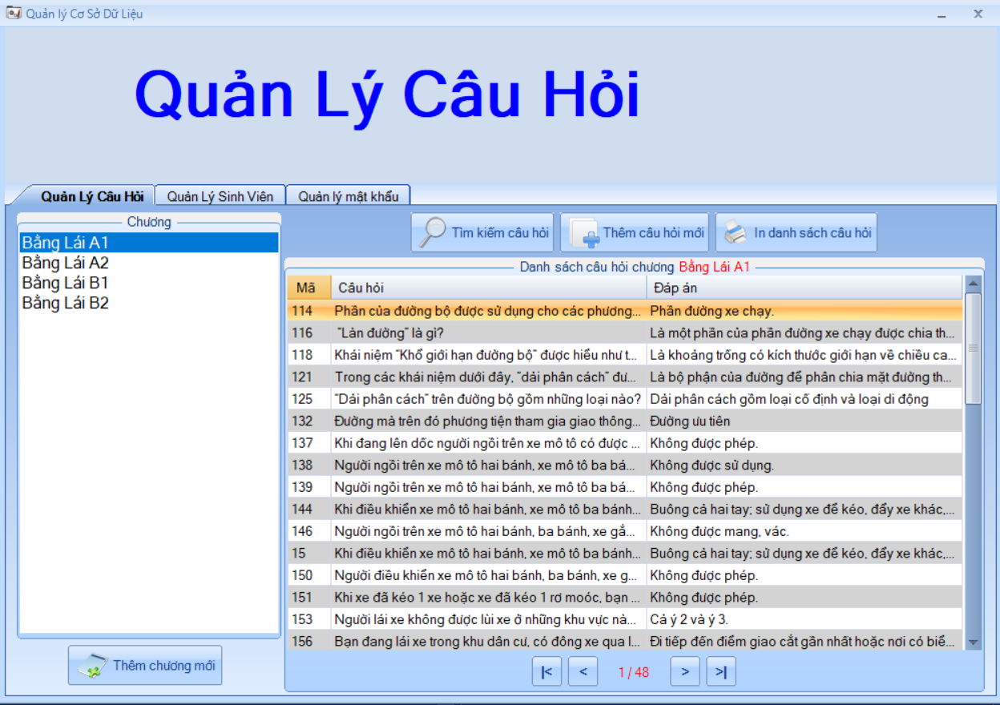 Quản lý Cơ Sở Dữ Liệu
Quản Lý Câu Hỏi
Quản Lý Câu Hỏi Quản Lý Sinh Viên Quản lý mật khẩu
Chương
Bằng Lái A1
Bằng Lái A2
Bằng Lái B1
Bằng Lái B2
Thêm chương mới
Tìm kiếm câu hỏi Thêm câu hỏi mới In danh sách câu hỏi
Danh sách câu hỏi chương Bằng Lái A1
Mã Câu hỏi Đáp án
114 Phần của đường bộ được sử dụng cho các phương... Phần đường xe chạy.
116 "Làn đường" là gì? Là một phần của phần đường xe chạy được chia th...
118 Khái niệm "Khổ giới hạn đường bộ" được hiểu như t... Là khoảng trống có kích thước giới hạn về chiều ca...
121 Trong các khái niệm dưới đây, "dải phân cách" đư... Là bộ phận của đường để phân chia mặt đường th...
125 "Dải phân cách" trên đường bộ gồm những loại nào? Dải phân cách gồm loại cố định và loại di động
132 Đường mà trên đó phương tiện tham gia giao thông... Đường ưu tiên
137 Khi đang lên dốc người ngồi trên xe mô tô có được ... Không được phép.
138 Người ngồi trên xe mô tô hai bánh, xe mô tô ba bá... Không được sử dụng.
139 Người ngồi trên xe mô tô hai bánh, xe mô tô ba bá... Không được phép.
144 Khi điều khiển xe mô tô hai bánh, xe mô tô ba bánh... Buông cả hai tay; sử dụng xe để kéo, đẩy xe khác,...
146 Người ngồi trên xe mô tô hai bánh, ba bánh, xe gắ... Không được mang, vác.
15 Khi điều khiển xe mô tô hai bánh, xe mô tô ba bánh... Buông cả hai tay; sử dụng xe để kéo, đẩy xe khác,...
150 Người điều khiển xe mô tô hai bánh, ba bánh, xe g... Không được phép.
151 Khi xe đã kéo 1 xe hoặc xe đã kéo 1 rơ moóc, bạn ... Không được phép.
153 Người lái xe không được lùi xe ở những khu vực nà... Cả ý 2 và ý 3.
156 Bạn đang lái xe trong khu dân cư, có đông xe qua l... Đi tiếp đến điểm giao cắt gần nhất hoặc nơi có biể...
|< < 1 / 48 > >|